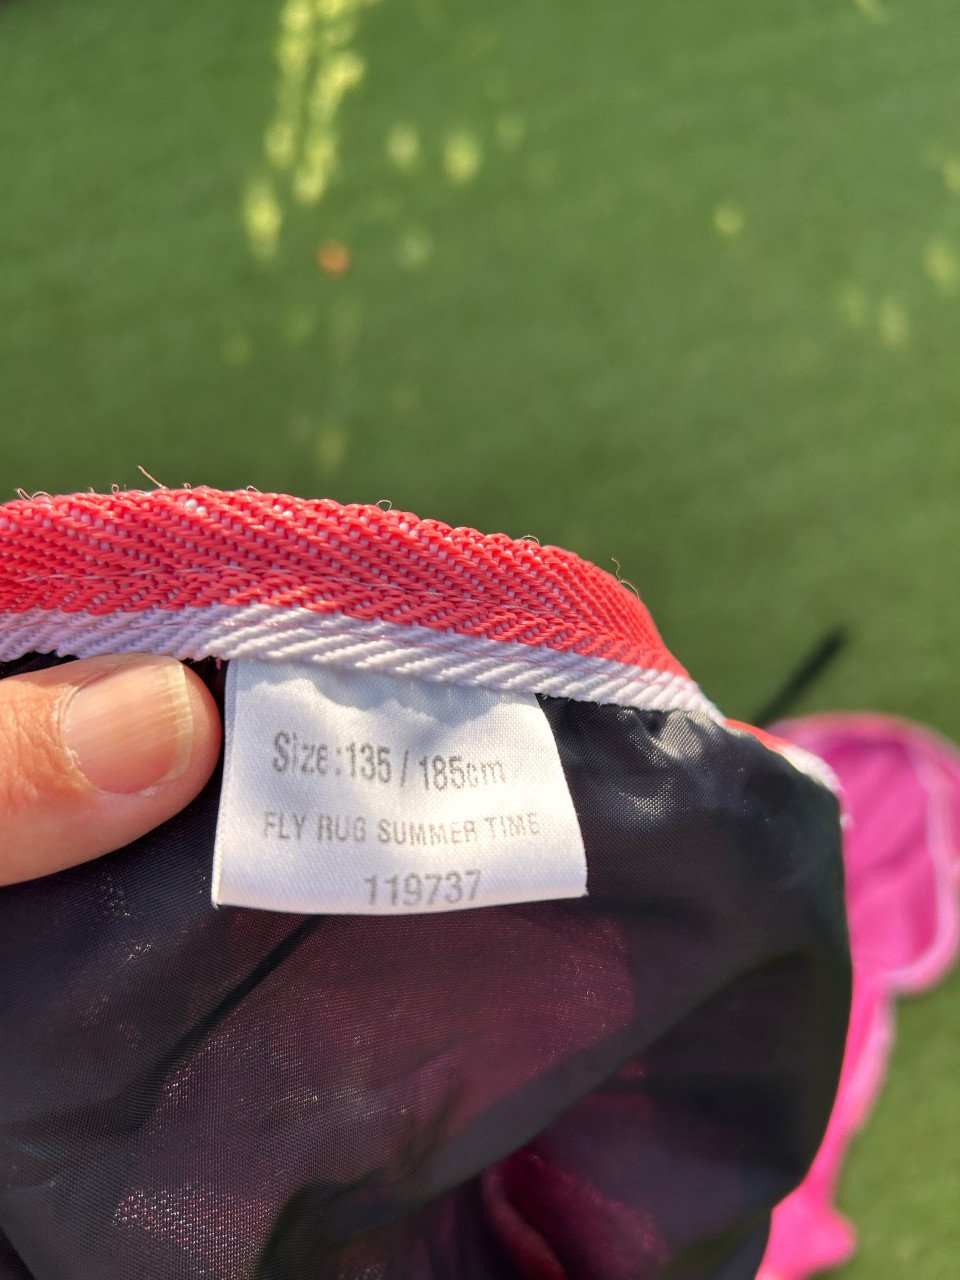 Size:135 / 185cm
FLY RUG SUMMER TIME
119737